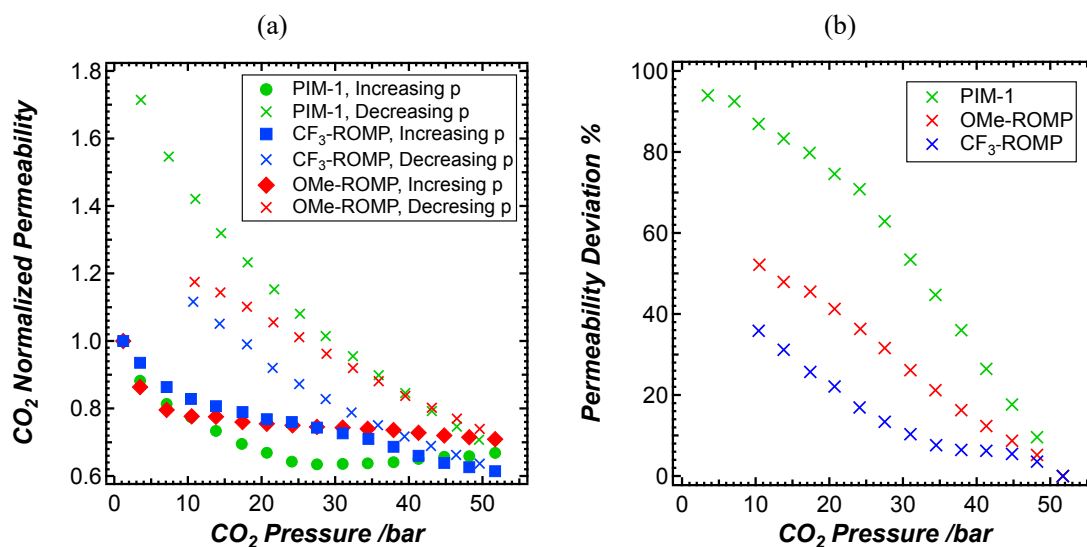 (a)
(b)
1.8
1.6
1.4
1.2
1.0
0.8
0.6
0
10
20
30
40
50
CO2 Normalized Permeability
CO2 Pressure /bar
PIM-1, Increasing p
PIM-1, Decreasing p
CF3-ROMP, Increasing p
CF3-ROMP, Decreasing p
OMe-ROMP, Incresing p
OMe-ROMP, Decresing p
100
80
60
40
20
0
0
10
20
30
40
50
Permeability Deviation %
CO2 Pressure /bar
PIM-1
OMe-ROMP
CF3-ROMP